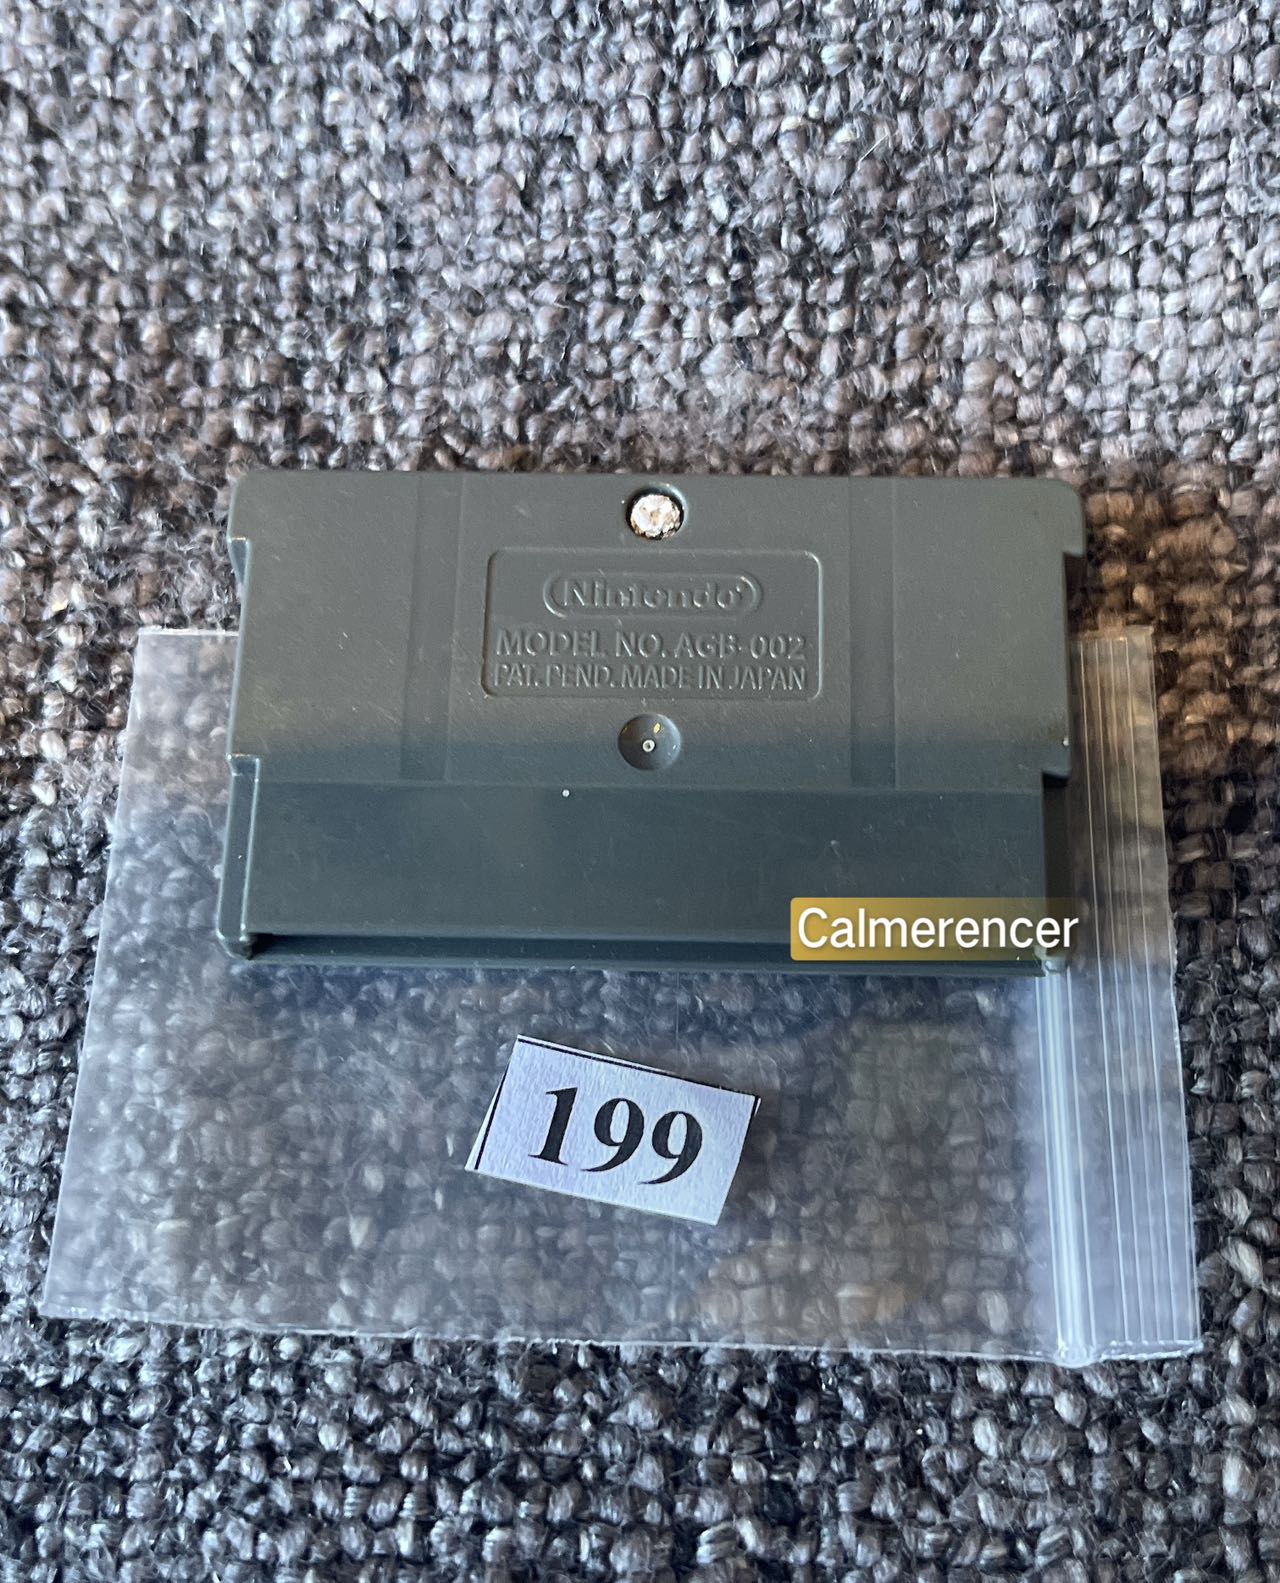 Nintendo
MODEL NO. AGB-002
PAT. PEND. MADE IN JAPAN
Calmerencer
199